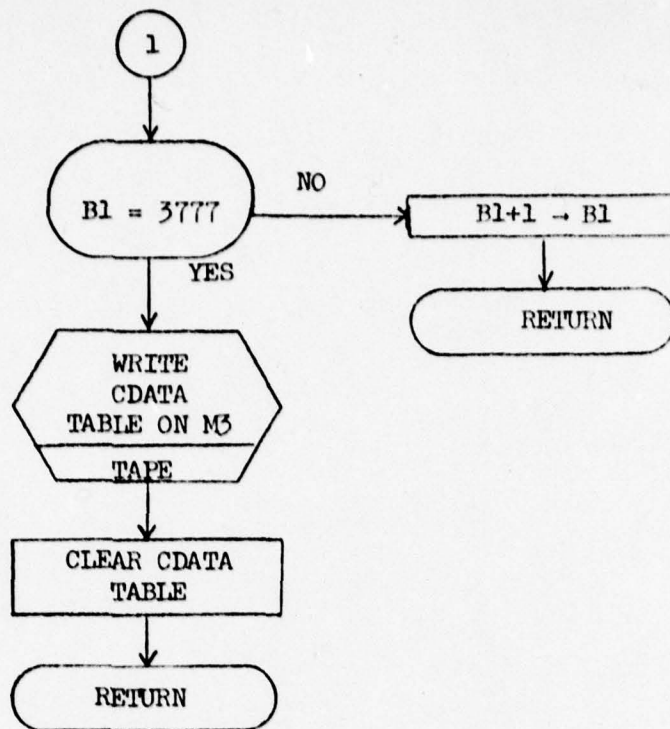 1
B1 = 3777
NO
B1+1 → B1
YES
RETURN
WRITE
CDATA
TABLE ON M3
TAPE
CLEAR CDATA
TABLE
RETURN